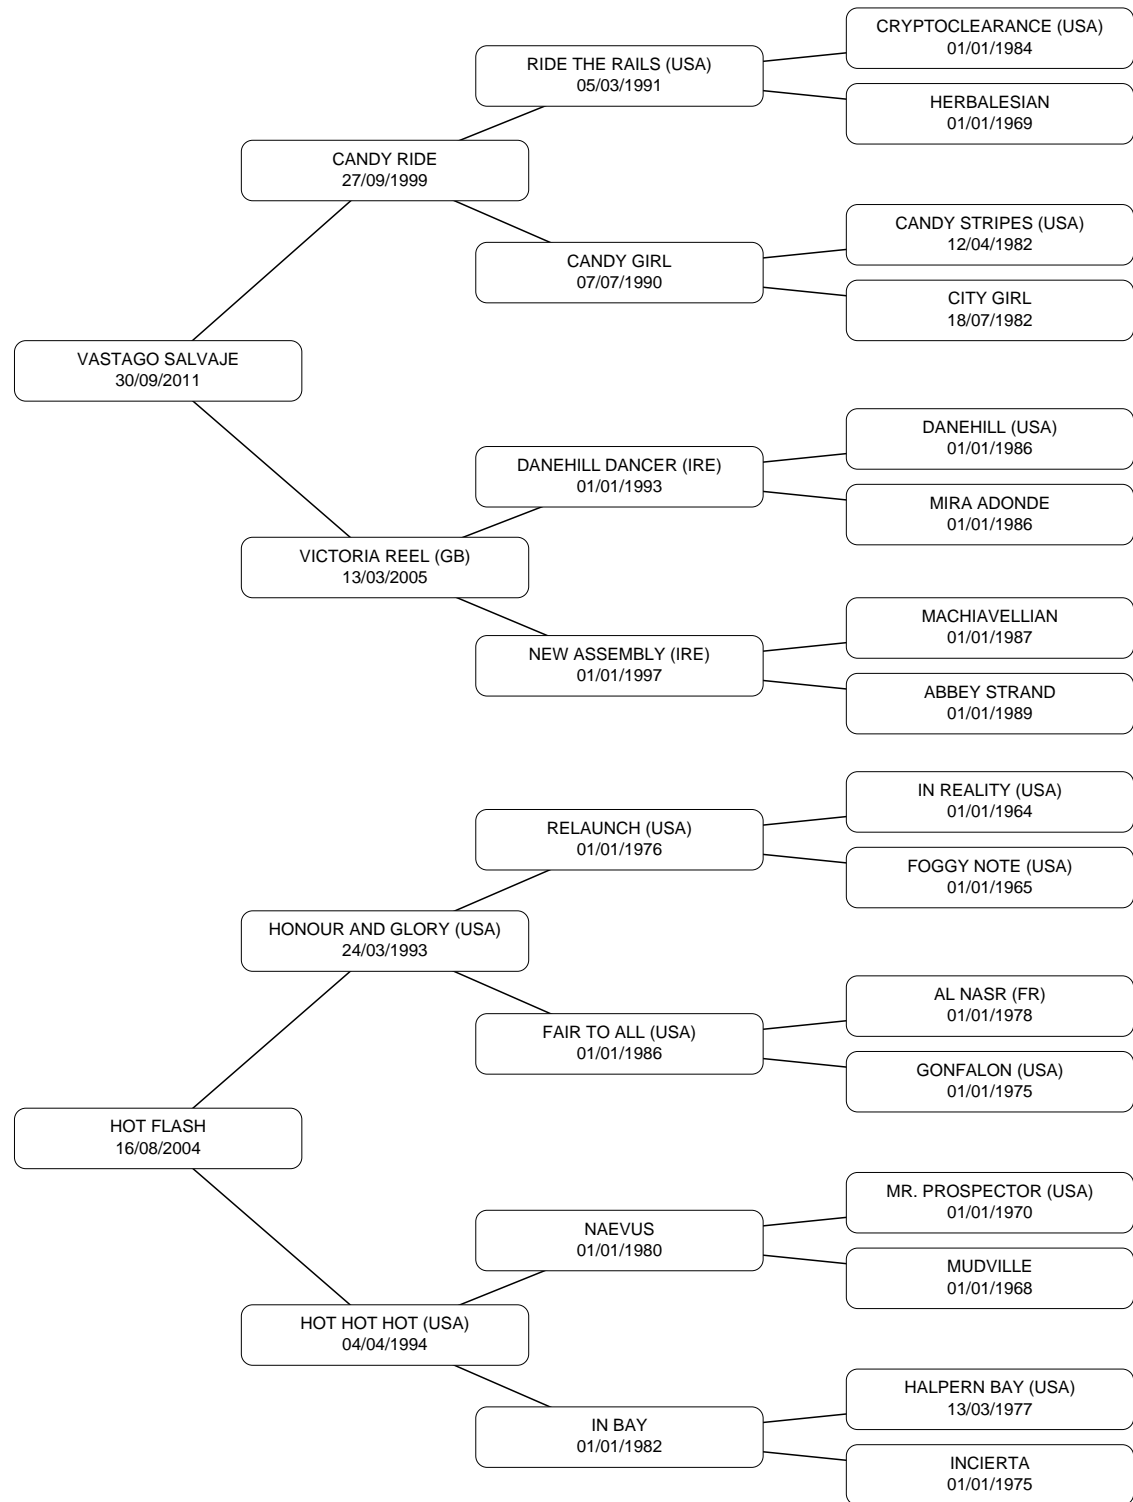 CRYPTOCLEARANCE (USA)
01/01/1984
RIDE THE RAILS (USA)
05/03/1991
HERBALESIAN
01/01/1969
CANDY RIDE
27/09/1999
CANDY STRIPES (USA)
12/04/1982
CANDY GIRL
07/07/1990
CITY GIRL
18/07/1982
VASTAGO SALVAJE
30/09/2011
DANEHILL (USA)
01/01/1986
DANEHILL DANCER (IRE)
01/01/1993
MIRA ADONDE
01/01/1986
VICTORIA REEL (GB)
13/03/2005
MACHIAVELLIAN
01/01/1987
NEW ASSEMBLY (IRE)
01/01/1997
ABBEY STRAND
01/01/1989
IN REALITY (USA)
01/01/1964
RELAUNCH (USA)
01/01/1976
FOGGY NOTE (USA)
01/01/1965
HONOUR AND GLORY (USA)
24/03/1993
AL NASR (FR)
01/01/1978
FAIR TO ALL (USA)
01/01/1986
GONFALON (USA)
01/01/1975
HOT FLASH
16/08/2004
MR. PROSPECTOR (USA)
01/01/1970
NAEVUS
01/01/1980
MUDVILLE
01/01/1968
HOT HOT HOT (USA)
04/04/1994
HALPERN BAY (USA)
13/03/1977
IN BAY
01/01/1982
INCIERTA
01/01/1975